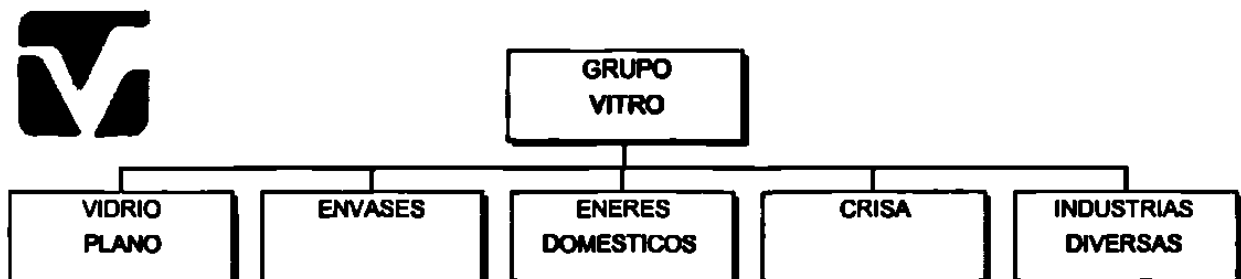 GRUPO
VITRO
VIDRIO
PLANO
ENVASES
ENERES
DOMESTICOS
CRISA
INDUSTRIAS
DIVERSAS